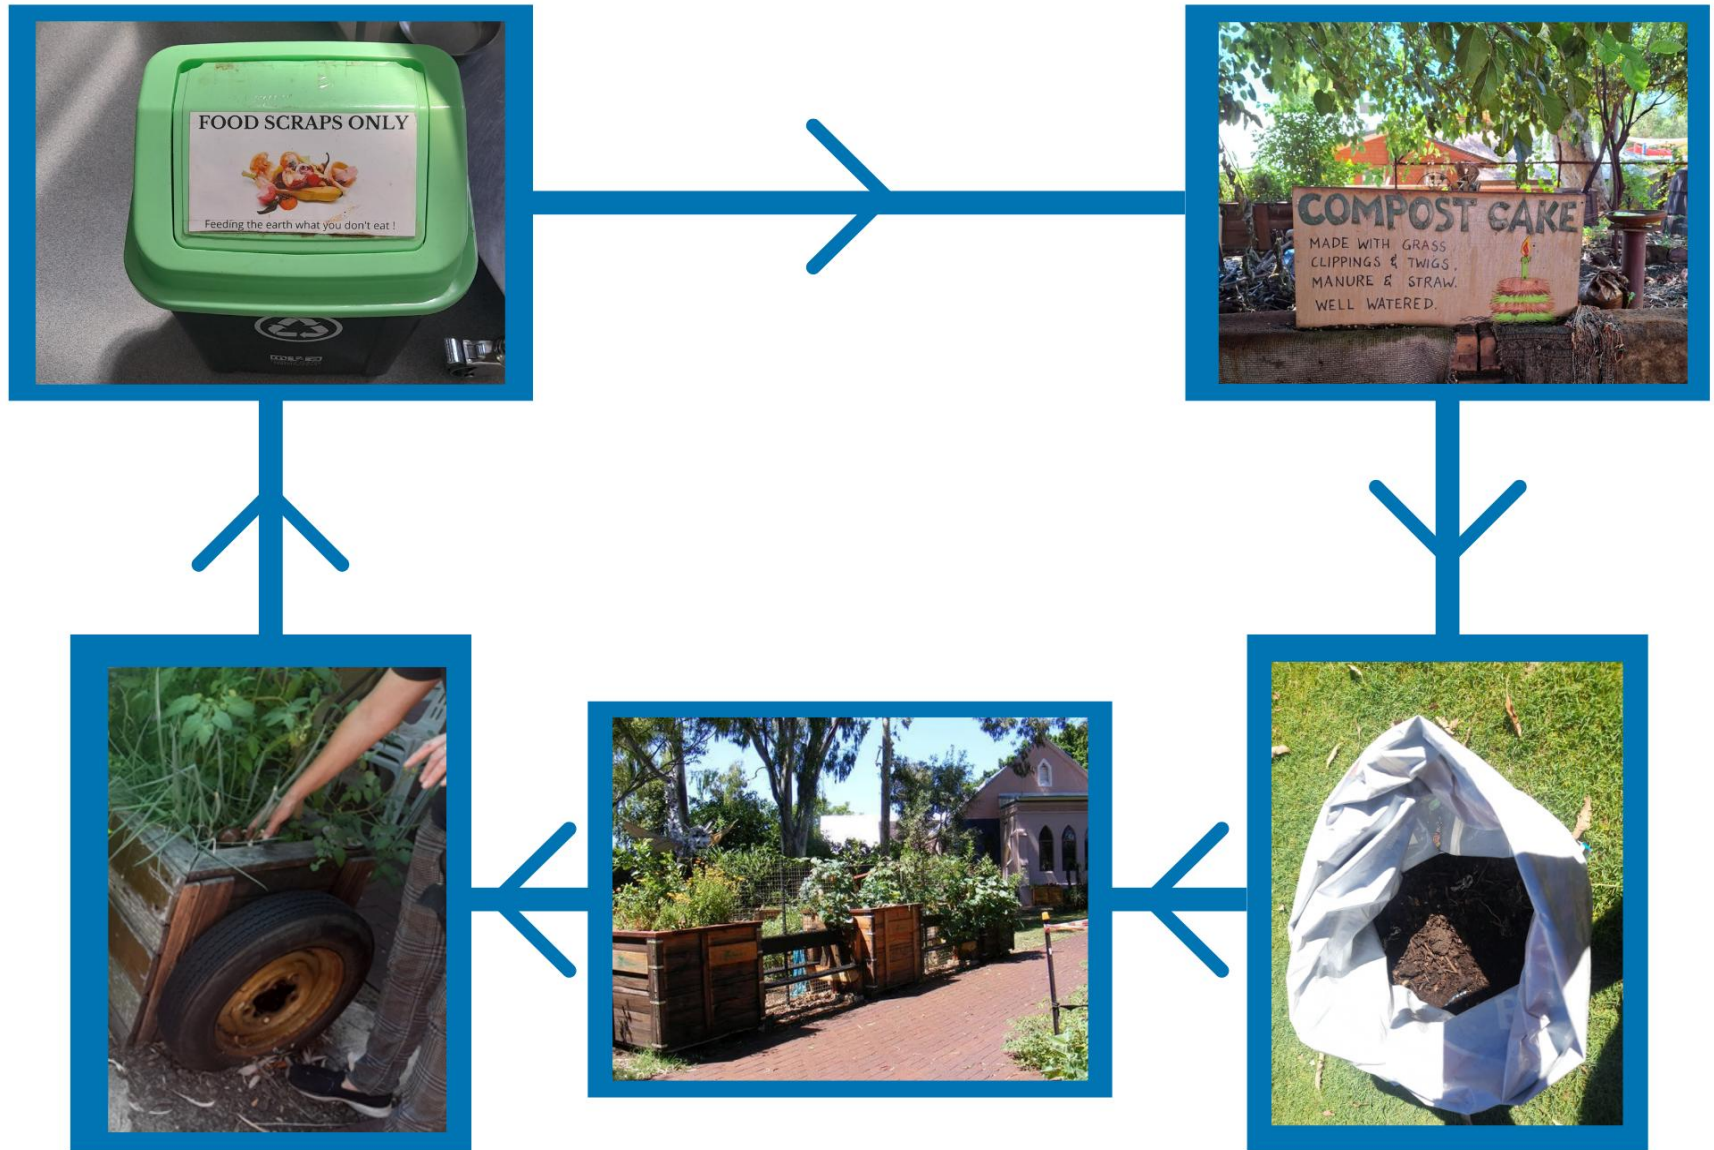 FOOD SCRAPS ONLY
Feeding the earth what you don't eat !
COMPOST CAKE
MADE WITH GRASS
CLIPPINGS & TWIGS,
MANURE & STRAW.
WELL WATERED.